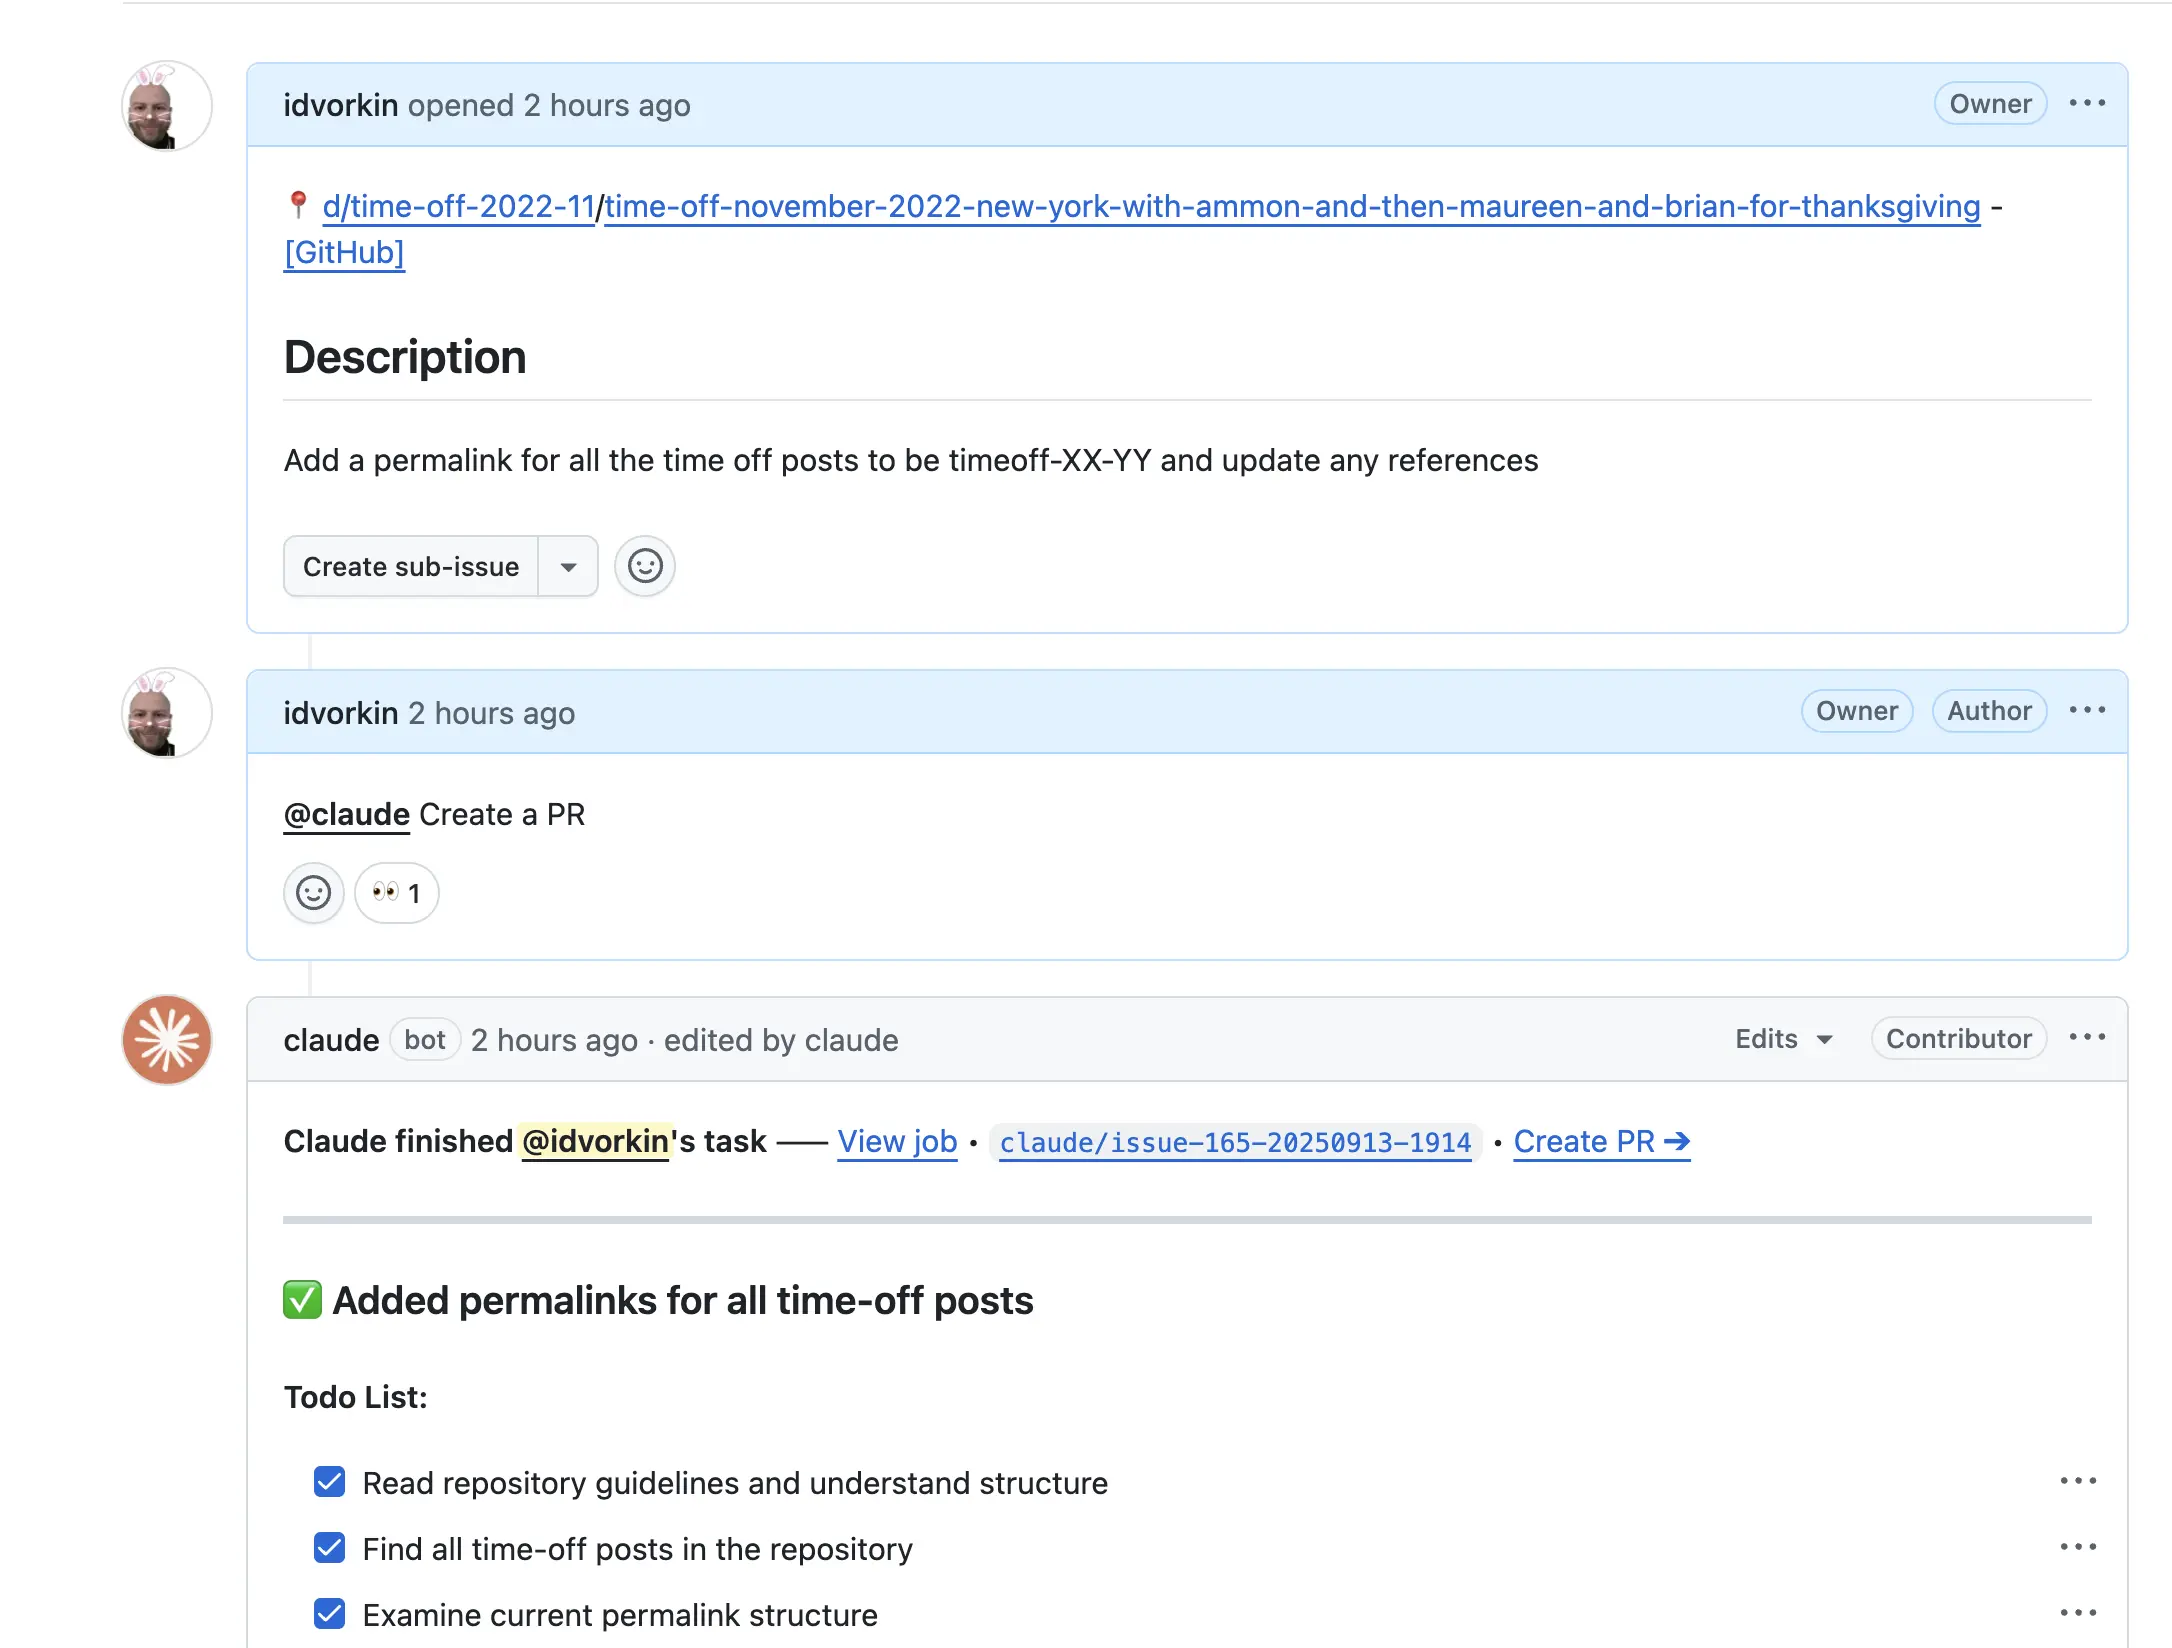 idvorkin opened 2 hours ago Owner
📍 d/time-off-2022-11/time-off-november-2022-new-york-with-ammon-and-then-maureen-and-brian-for-thanksgiving -
[GitHub]
Description
Add a permalink for all the time off posts to be timeoff-XX-YY and update any references
Create sub-issue
idvorkin 2 hours ago Owner Author
@claude Create a PR
👀 1
claude bot 2 hours ago · edited by claude Edits Contributor
Claude finished @idvorkin's task —— View job • claude/issue-165-20250913-1914 • Create PR ➔
✅ Added permalinks for all time-off posts
Todo List:
Read repository guidelines and understand structure
Find all time-off posts in the repository
Examine current permalink structure